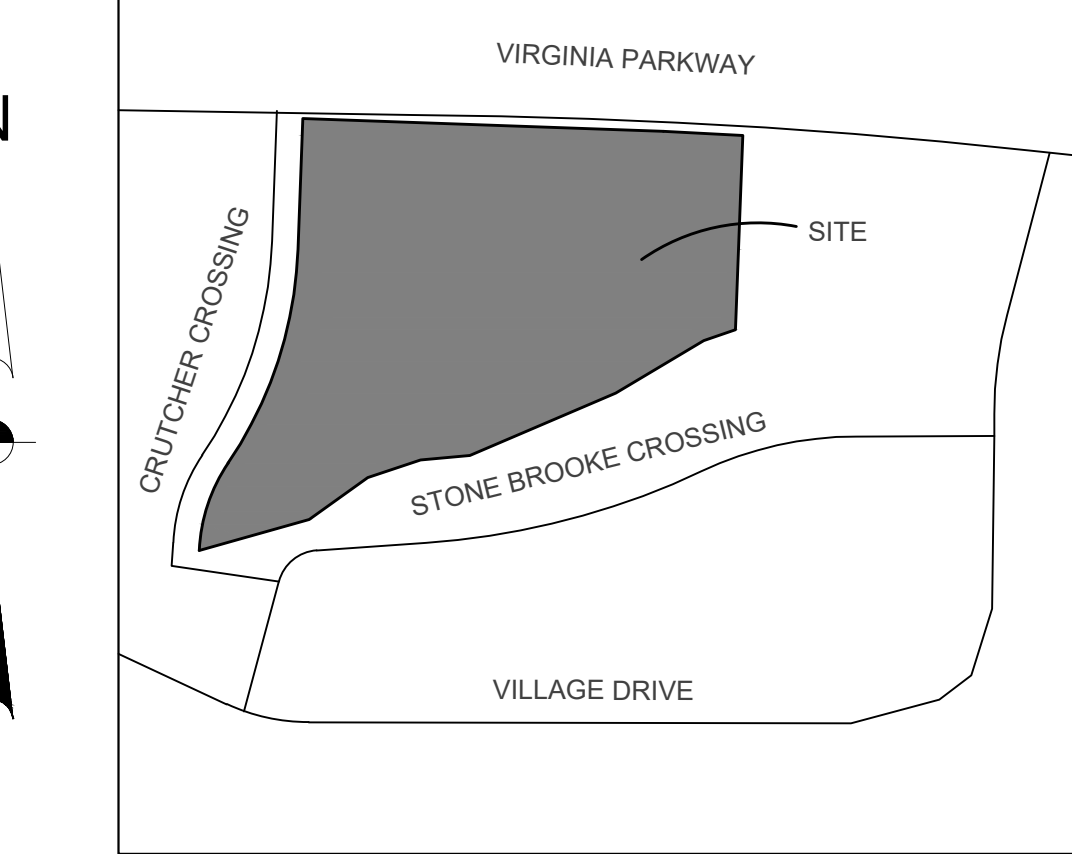 VIRGINIA PARKWAY
N
SITE
CRUTCHER CROSSING
STONE BROOKE CROSSING
VILLAGE DRIVE